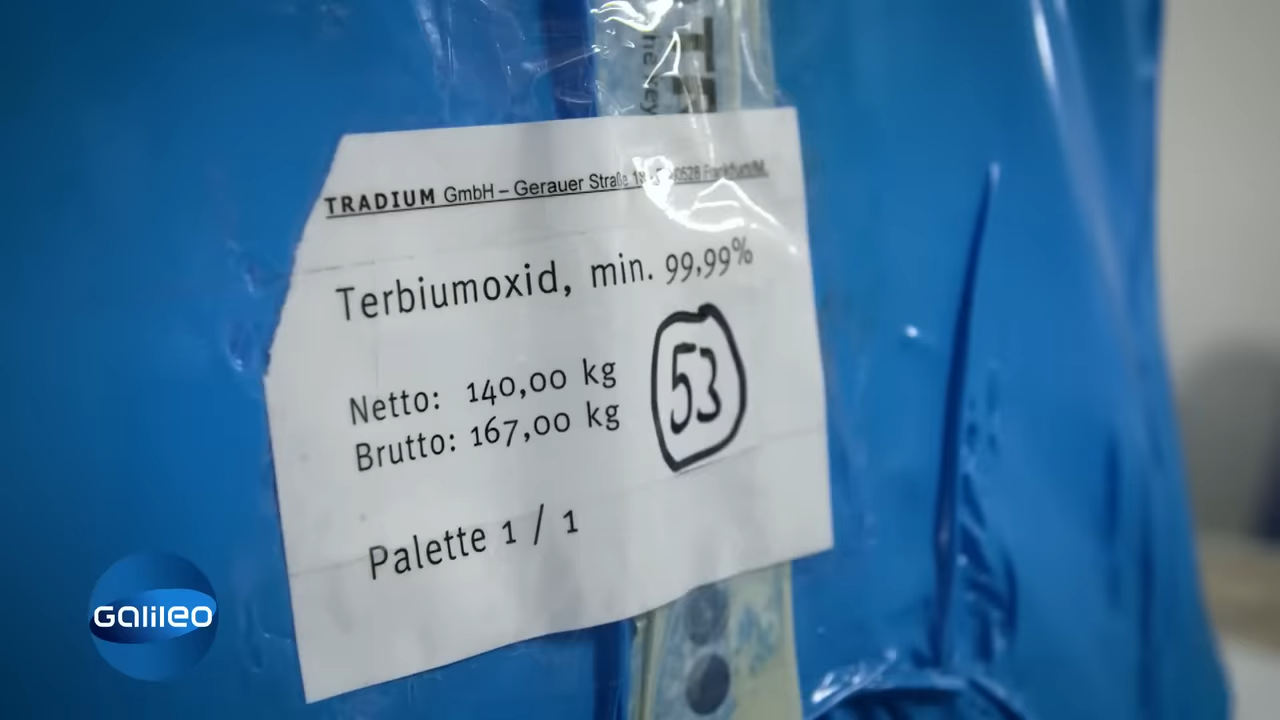 TRADIUM GmbH – Gerauer Straße
Terbiumoxid, min. 99,99%
53
Netto: 140,00 kg
Brutto: 167,00 kg
Palette 1 / 1
Galileo